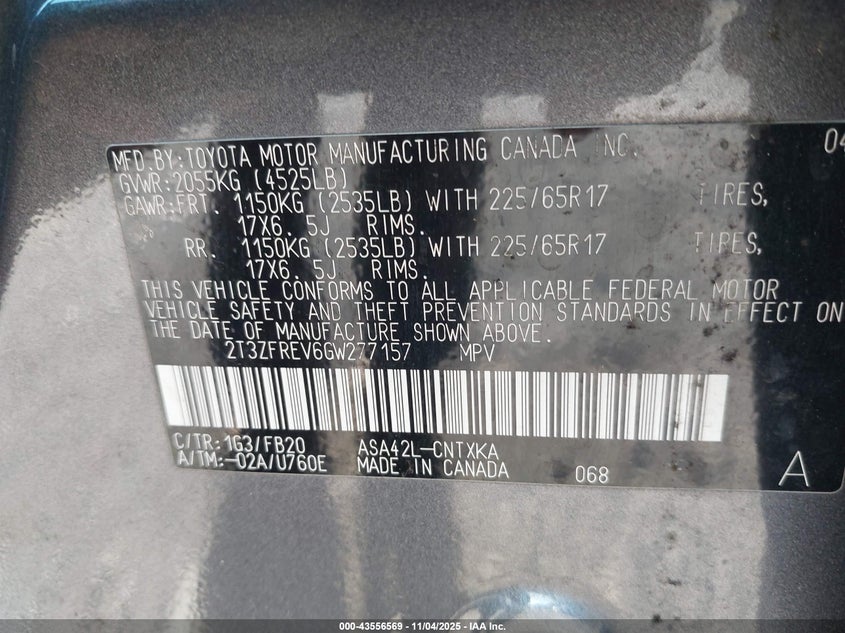 MFD.BY:TOYOTA MOTOR MANUFACTURING CANADA INC. 04
GVWR:2055KG (4525LB)
GAWR:FRT. 1150KG (2535LB) WITH 225/65R17 TIRES,
17X6. 5J RIMS.
RR. 1150KG (2535LB) WITH 225/65R17 TIRES,
17X6. 5J RIMS.
THIS VEHICLE CONFORMS TO ALL APPLICABLE FEDERAL MOTOR
VEHICLE SAFETY AND THEFT PREVENTION STANDARDS IN EFFECT ON
THE DATE OF MANUFACTURE SHOWN ABOVE.
2T3ZFREV6GW277157 MPV
C/TR:1G3/FB20 ASA42L-CNTXKA
A/TM:-02A/U760E MADE IN CANADA 068 A
000-43556569 - 11/04/2025 - IAA Inc.